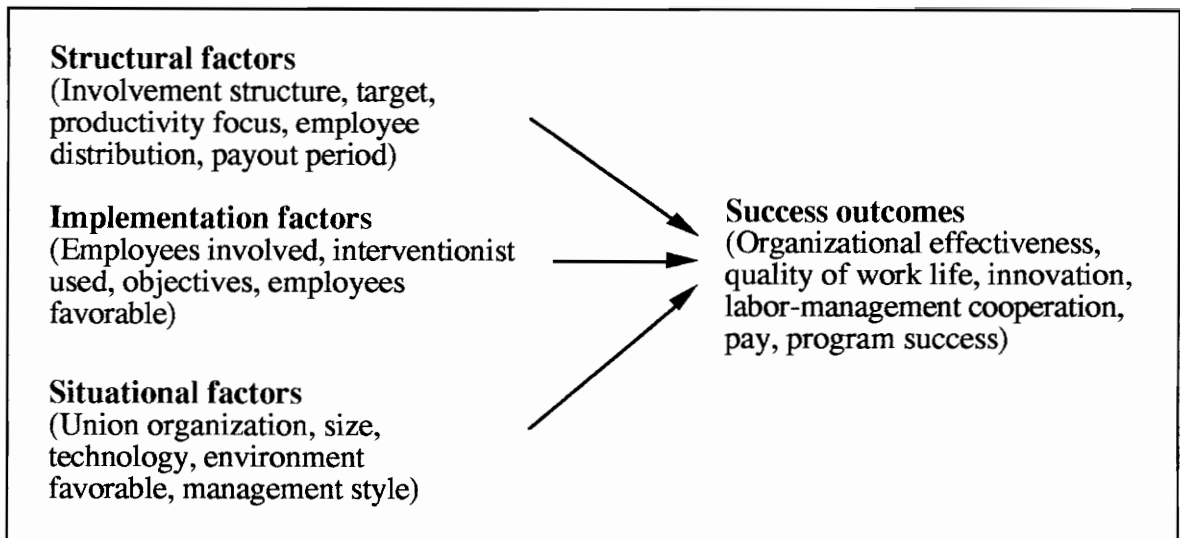 Structural factors
(Involvement structure, target,
productivity focus, employee
distribution, payout period)
Implementation factors
(Employees involved, interventionist
used, objectives, employees
favorable)
Situational factors
(Union organization, size,
technology, environment
favorable, management style)
Success outcomes
(Organizational effectiveness,
quality of work life, innovation,
labor-management cooperation,
pay, program success)